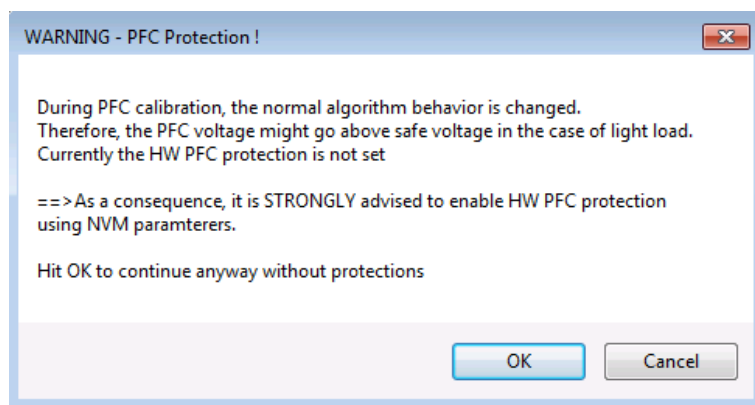 WARNING - PFC Protection !
During PFC calibration, the normal algorithm behavior is changed.
Therefore, the PFC voltage might go above safe voltage in the case of light load.
Currently the HW PFC protection is not set
==>As a consequence, it is STRONGLY advised to enable HW PFC protection
using NVM paramterers.
Hit OK to continue anyway without protections
OK
Cancel